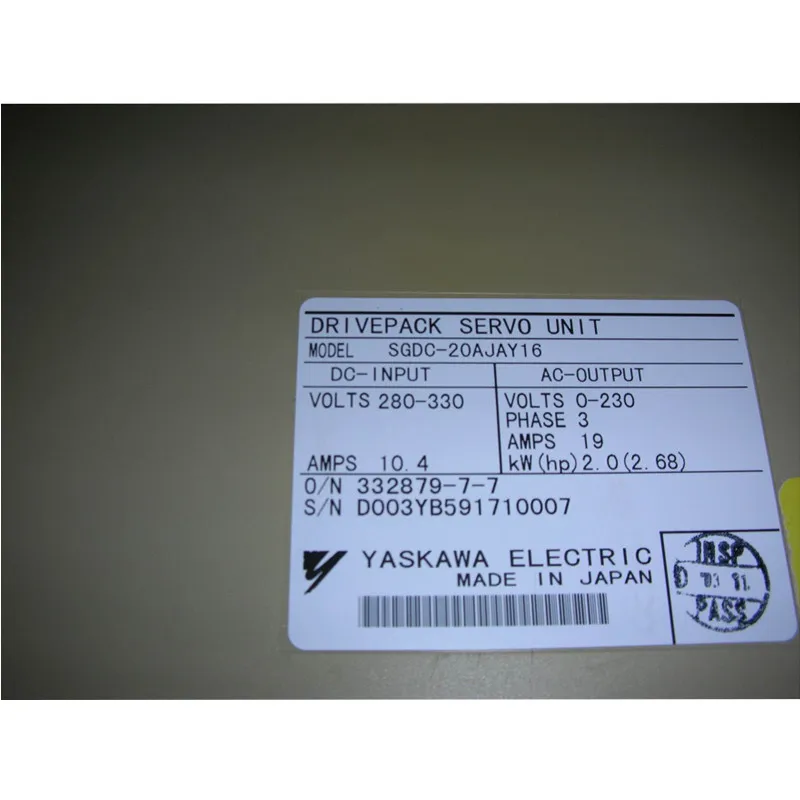 DRIVEPACK SERVO UNIT
MODEL SGDC-20AJAY16
DC-INPUT
VOLTS 280-330
AMPS 10.4
AC-OUTPUT
VOLTS 0-230
PHASE 3
AMPS 19
kW(hp)2.0(2.68)
O/N 332879-7-7
S/N D003YB591710007
YASKAWA ELECTRIC
MADE IN JAPAN
INSP
PASS